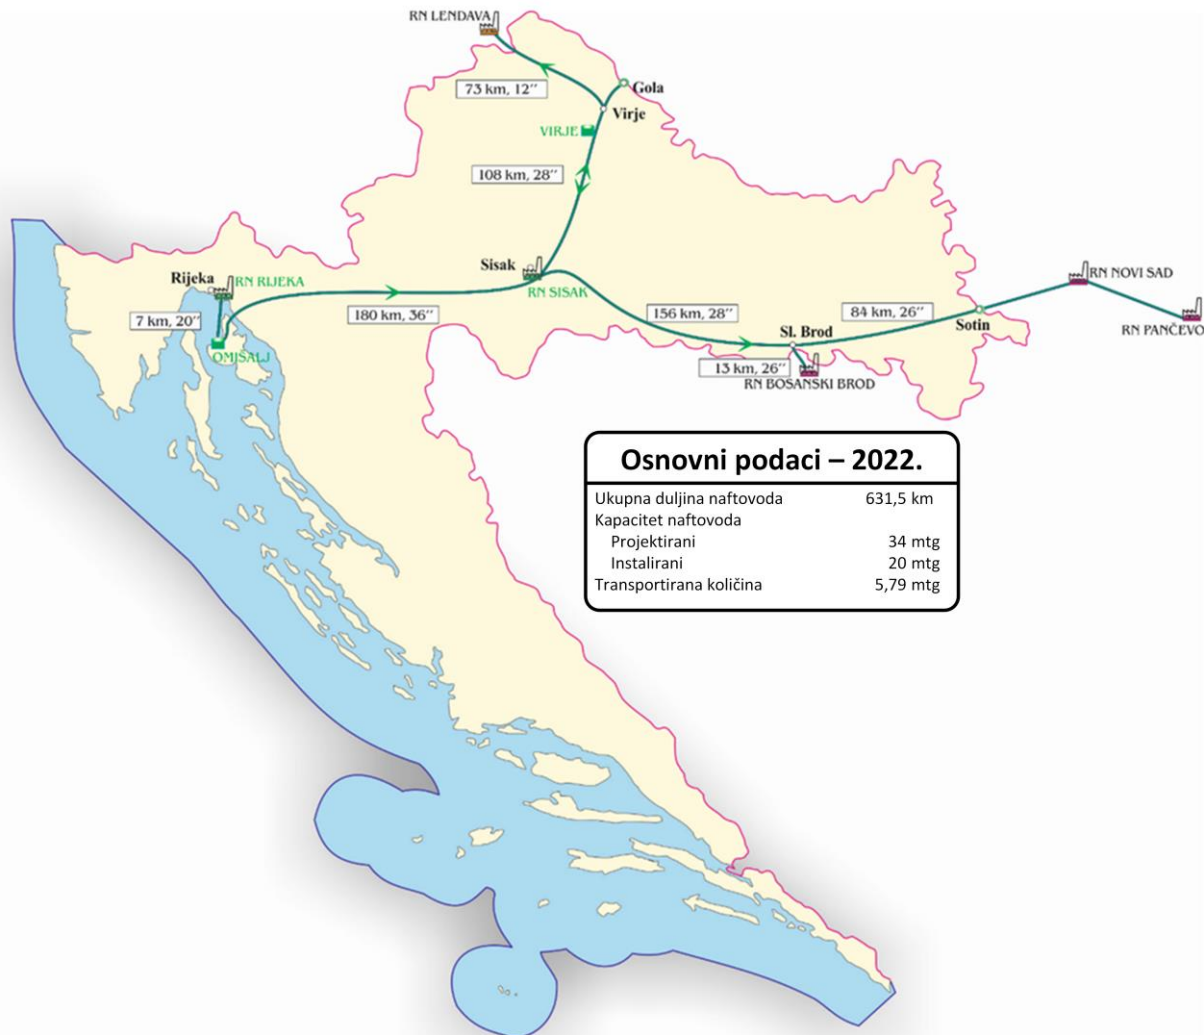 RN LENDAVA
73 km, 12’’
Gola
Virje
VIRJE
108 km, 28’’
Sisak
RN SISAK
Rijeka
RN RIJEKA
7 km, 20’’
OMIŠALJ
180 km, 36’’
156 km, 28’’
84 km, 26’’
Sl. Brod
Sotin
RN NOVI SAD
RN PANČEVO
13 km, 26’’
RN BOSANSKI BROD
Osnovni podaci – 2022.
Ukupna duljina naftovoda 631,5 km
Kapacitet naftovoda
Projektirani 34 mtg
Instalirani 20 mtg
Transportirana količina 5,79 mtg